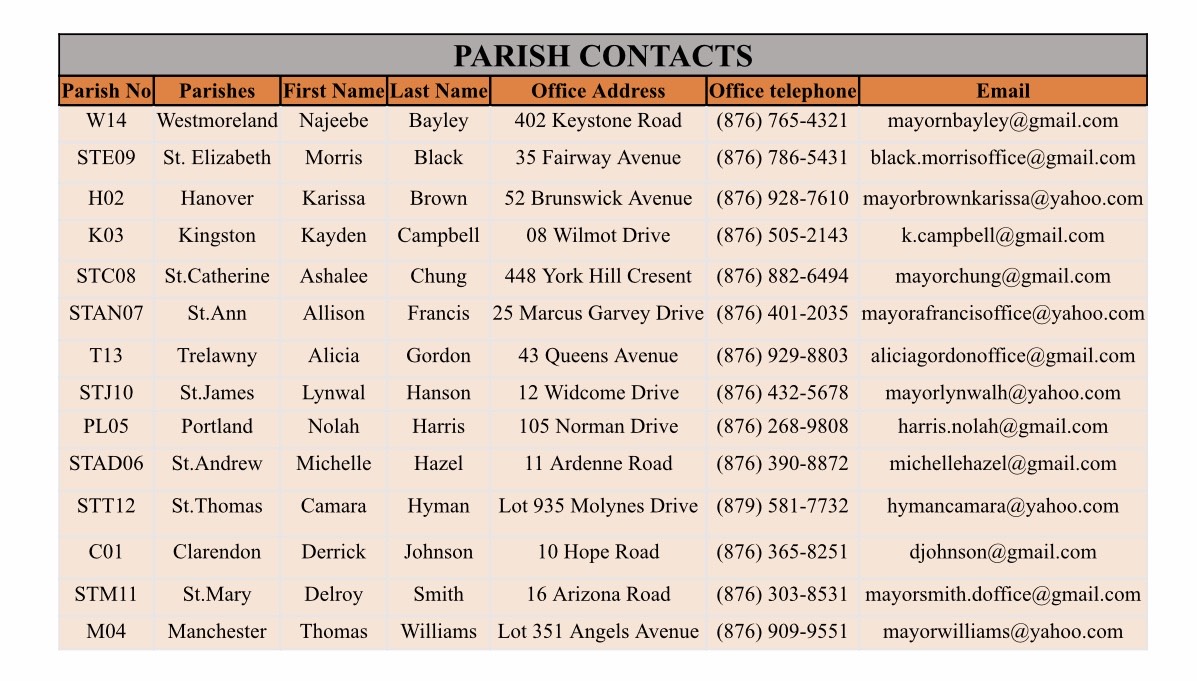 PARISH CONTACTS
Parish No Parishes First Name Last Name Office Address Office telephone Email
W14 Westmoreland Najeebe Bayley 402 Keystone Road (876) 765-4321 mayornbayley@gmail.com
STE09 St. Elizabeth Morris Black 35 Fairway Avenue (876) 786-5431 black.morrisoffice@gmail.com
H02 Hanover Karissa Brown 52 Brunswick Avenue (876) 928-7610 mayorbrownkarissa@yahoo.com
K03 Kingston Kayden Campbell 08 Wilmot Drive (876) 505-2143 k.campbell@gmail.com
STC08 St.Catherine Ashalee Chung 448 York Hill Cresent (876) 882-6494 mayorchung@gmail.com
STAN07 St.Ann Allison Francis 25 Marcus Garvey Drive (876) 401-2035 mayorafrancisoffice@yahoo.com
T13 Trelawny Alicia Gordon 43 Queens Avenue (876) 929-8803 aliciagordonoffice@gmail.com
STJ10 St.James Lynwal Hanson 12 Widcome Drive (876) 432-5678 mayorlynwalh@yahoo.com
PL05 Portland Nolah Harris 105 Norman Drive (876) 268-9808 harris.nolah@gmail.com
STAD06 St.Andrew Michelle Hazel 11 Ardenne Road (876) 390-8872 michellehazel@gmail.com
STT12 St.Thomas Camara Hyman Lot 935 Molynes Drive (879) 581-7732 hymancamara@yahoo.com
C01 Clarendon Derrick Johnson 10 Hope Road (876) 365-8251 djohnson@gmail.com
STM11 St.Mary Delroy Smith 16 Arizona Road (876) 303-8531 mayorsmith.doffice@gmail.com
M04 Manchester Thomas Williams Lot 351 Angels Avenue (876) 909-9551 mayorwilliams@yahoo.com